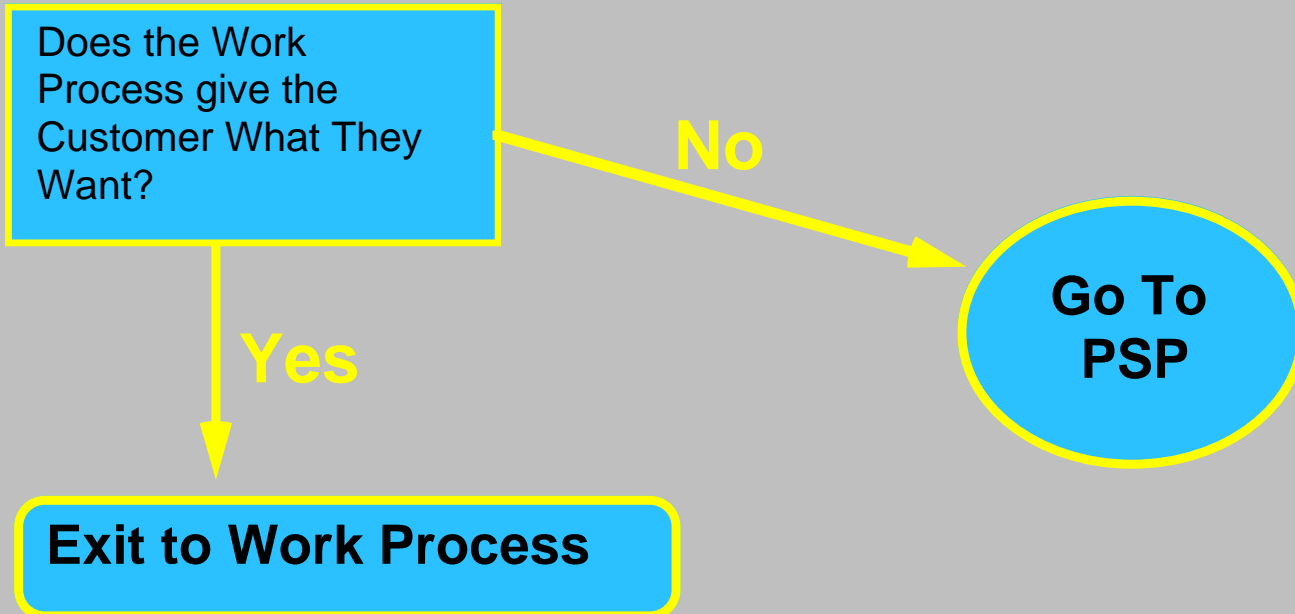 Does the Work
Process give the
Customer What They
Want?
No
Go To
PSP
Yes
Exit to Work Process